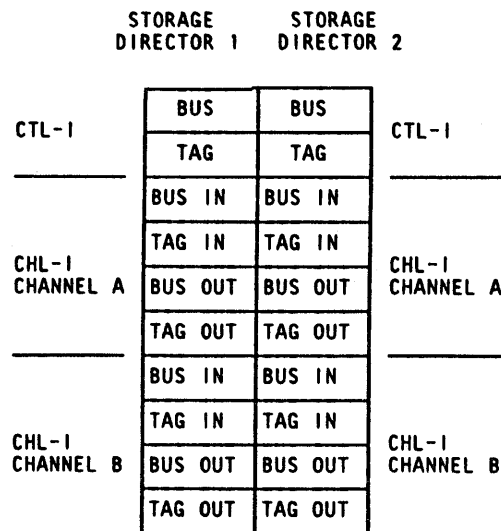 STORAGE DIRECTOR 1
STORAGE DIRECTOR 2
CTL-I
BUS BUS
CTL-I
TAG TAG
BUS IN BUS IN
TAG IN TAG IN
CHL-I
CHANNEL A
BUS OUT BUS OUT
CHL-I
CHANNEL A
TAG OUT TAG OUT
BUS IN BUS IN
TAG IN TAG IN
CHL-I
CHANNEL B
BUS OUT BUS OUT
CHL-I
CHANNEL B
TAG OUT TAG OUT